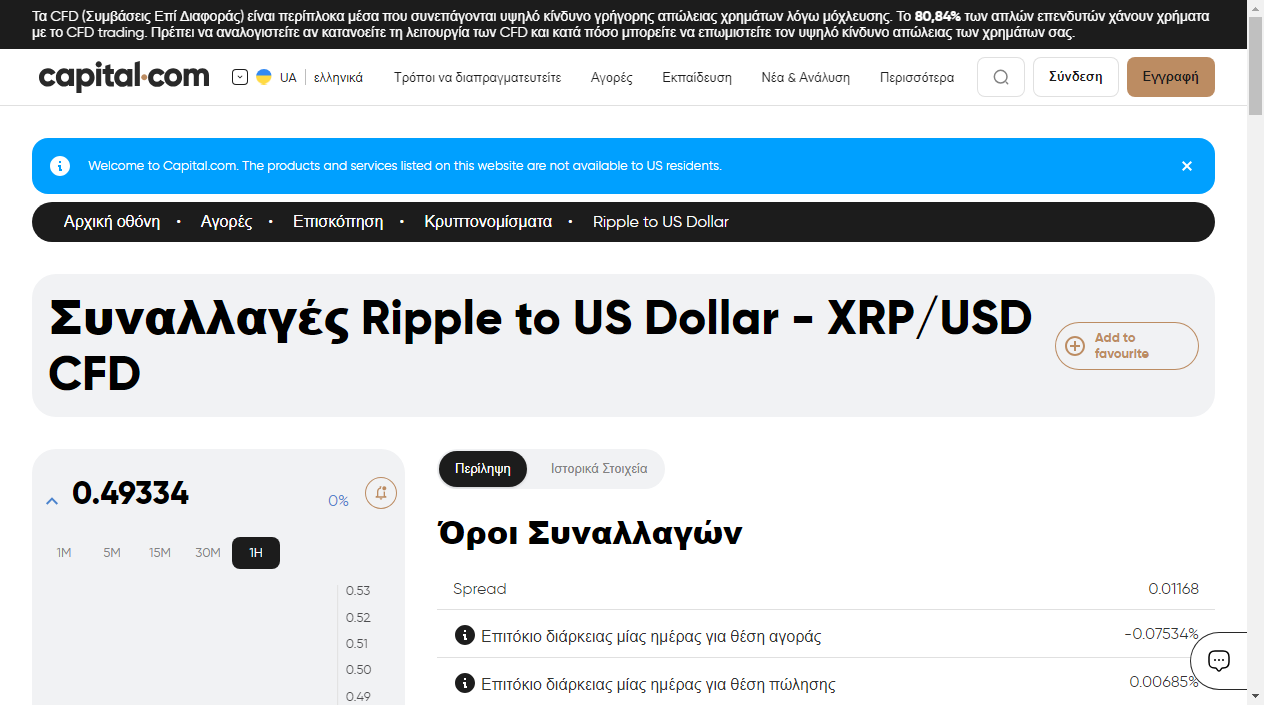 Τα CFD (Συμβάσεις Επί Διαφοράς) είναι περίπλοκα μέσα που συνεπάγονται υψηλό κίνδυνο γρήγορης απώλειας χρημάτων λόγω μόχλευσης. Το 80,84% των απλών επενδυτών χάνουν χρήματα
με το CFD trading. Πρέπει να αναλογιστείτε αν κατανοείτε τη λειτουργία των CFD και κατά πόσο μπορείτε να επωμιστείτε τον υψηλό κίνδυνο απώλειας των χρημάτων σας.
capital.com UA ελληνικά Τρόποι να διαπραγματευτείτε Αγορές Εκπαίδευση Νέα & Ανάλυση Περισσότερα Σύνδεση Εγγραφή
Welcome to Capital.com. The products and services listed on this website are not available to US residents.
Αρχική οθόνη • Αγορές • Επισκόπηση • Κρυπτονομίσματα • Ripple to US Dollar
Συναλλαγές Ripple to US Dollar - XRP/USD
CFD
Add to
favourite
0.49334 0%
1M 5M 15M 30M 1H
0.53
0.52
0.51
0.50
0.49
Περίληψη Ιστορικά Στοιχεία
Όροι Συναλλαγών
Spread 0.01168
Επιτόκιο διάρκειας μίας ημέρας για θέση αγοράς -0.07534%
Επιτόκιο διάρκειας μίας ημέρας για θέση πώλησης 0.00685%